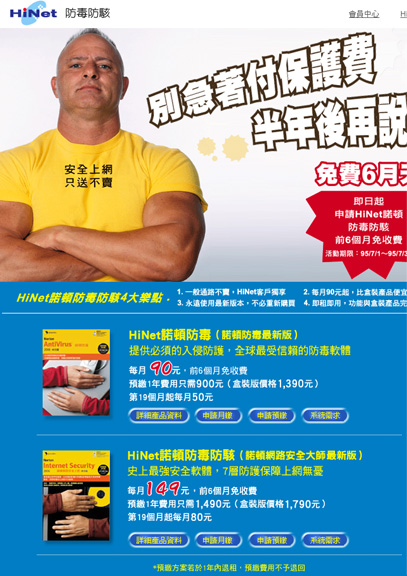 HiNet 防毒防駭
會員中心
別急著付保護費
半年後再說
安全上網
只送不賣
免費6月
即日起
申請HiNet諾頓
防毒防駭
前6個月免收費
活動期限：95/7/1～95/7/3
HiNet諾頓防毒防駭4大樂點．
1. 一般通路不賣，HiNet客戶獨享
2. 每月90元起，比盒裝產品便宜
3. 永遠使用最新版本，不必重新購買
4. 即租即用，功能與盒裝產品完
HiNet諾頓防毒（諾頓防毒最新版）
提供必須的入侵防護，全球最受信賴的防毒軟體
每月 90元，前6個月免收費
預繳1年費用只需900元（盒裝版價格1,390元）
第19個月起每月50元
詳細產品資料 申請月繳 申請預繳 系統需求
Norton
AntiVirus
HiNet諾頓防毒防駭（諾頓網路安全大師最新版）
史上最強安全軟體，7層防護保障上網無憂
每月149元，前6個月免收費
預繳1年費用只需1,490元（盒裝版價格1,790元）
第19個月起每月80元
詳細產品資料 申請月繳 申請預繳 系統需求
Norton
Internet Security
*預繳方案若於1年內退租，預繳費用不予退回